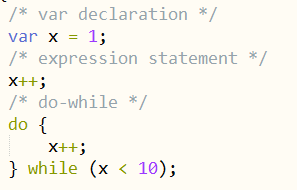 /* var declaration */
var x = 1;
/* expression statement */
x++;
/* do-while */
do {
    x++;
} while (x < 10);